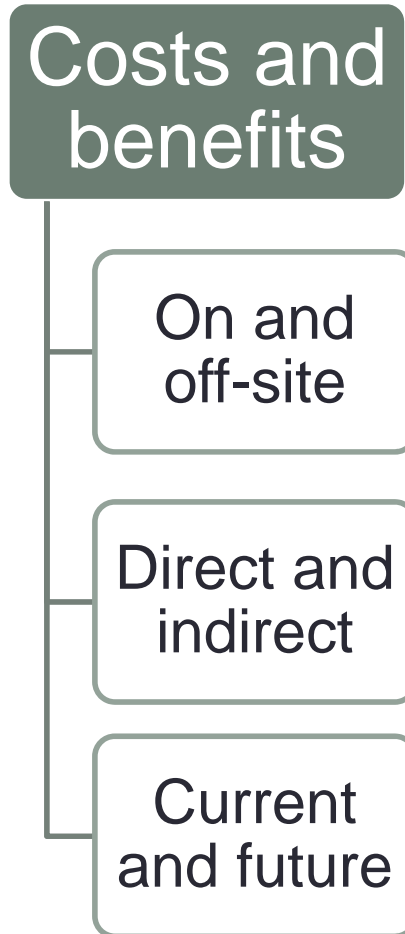 Costs and
benefits
On and
off-site
Direct and
indirect
Current
and future